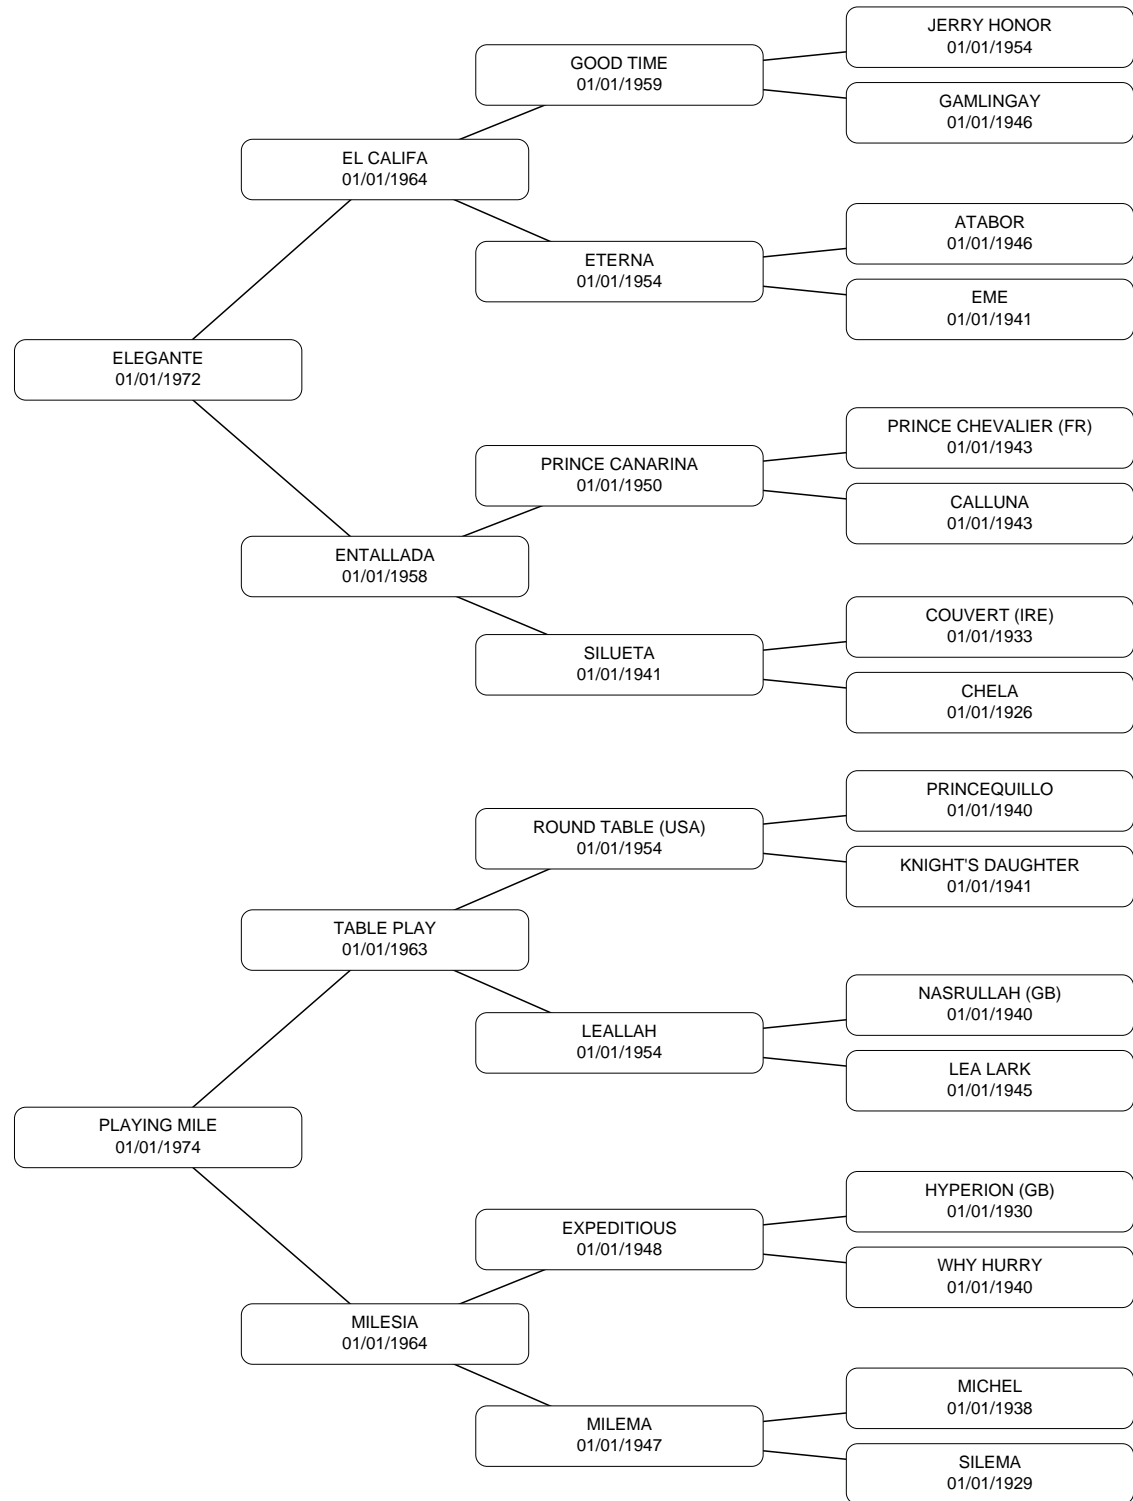 JERRY HONOR
01/01/1954
GOOD TIME
01/01/1959
GAMLINGAY
01/01/1946
EL CALIFA
01/01/1964
ATABOR
01/01/1946
ETERNA
01/01/1954
EME
01/01/1941
ELEGANTE
01/01/1972
PRINCE CHEVALIER (FR)
01/01/1943
PRINCE CANARINA
01/01/1950
CALLUNA
01/01/1943
ENTALLADA
01/01/1958
COUVERT (IRE)
01/01/1933
SILUETA
01/01/1941
CHELA
01/01/1926
PRINCEQUILLO
01/01/1940
ROUND TABLE (USA)
01/01/1954
KNIGHT'S DAUGHTER
01/01/1941
TABLE PLAY
01/01/1963
NASRULLAH (GB)
01/01/1940
LEALLAH
01/01/1954
LEA LARK
01/01/1945
PLAYING MILE
01/01/1974
HYPERION (GB)
01/01/1930
EXPEDITIOUS
01/01/1948
WHY HURRY
01/01/1940
MILESIA
01/01/1964
MICHEL
01/01/1938
MILEMA
01/01/1947
SILEMA
01/01/1929